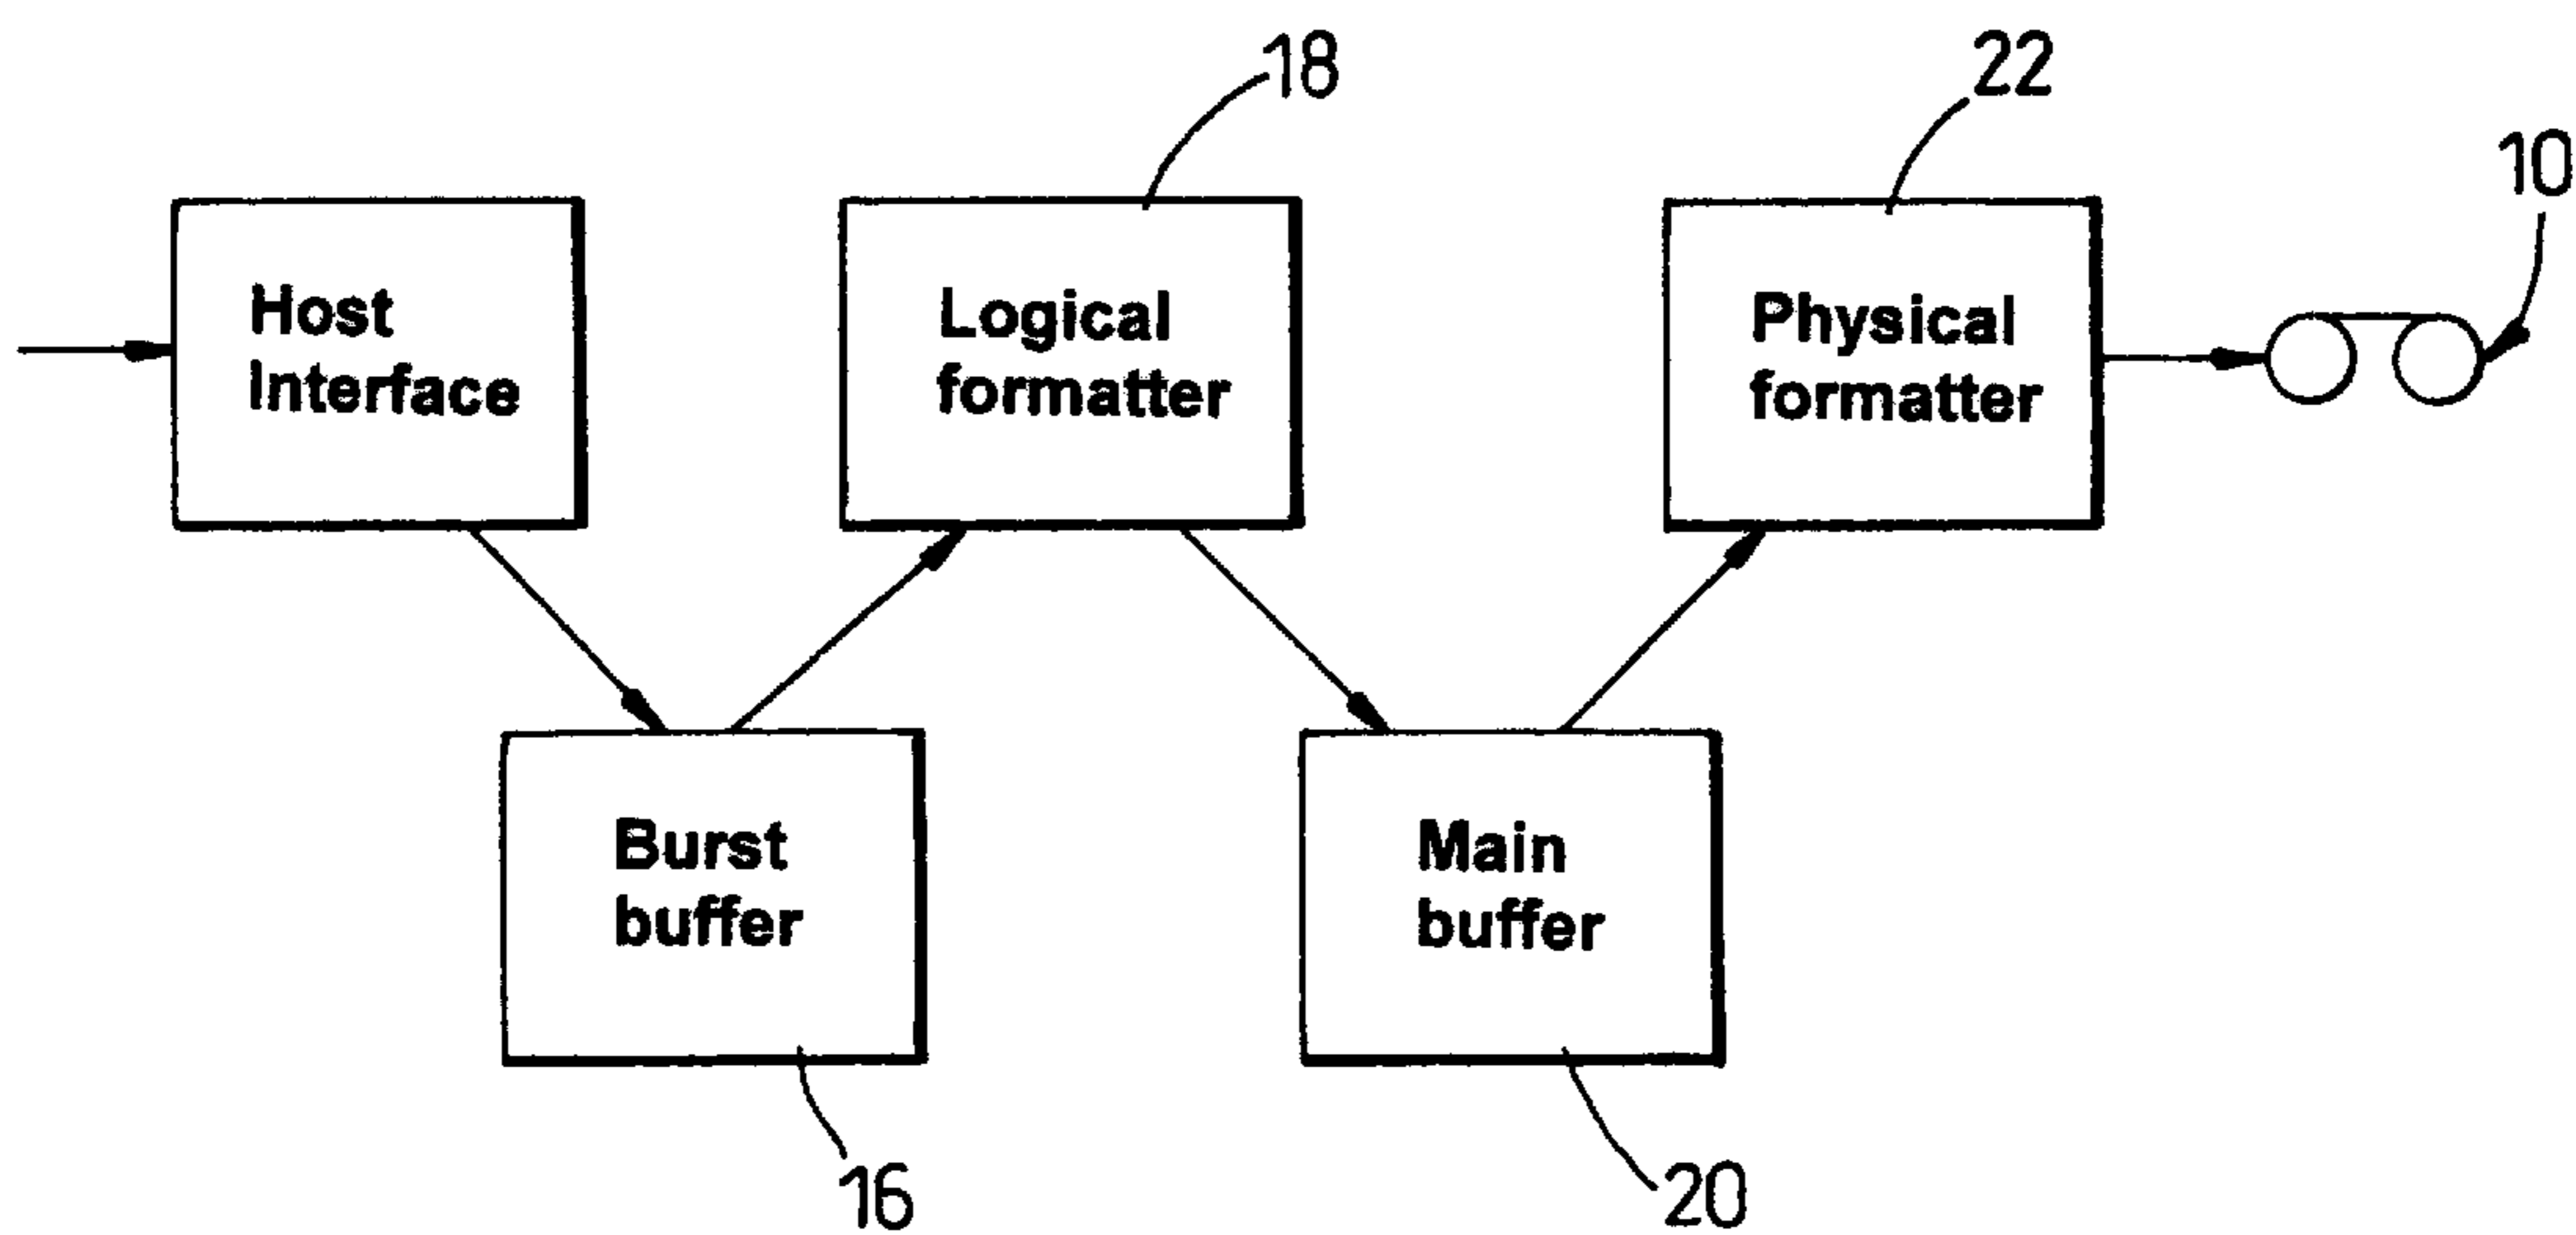 18
22
10
Host
Interface
Logical
formatter
Physical
formatter
Burst
buffer
Main
buffer
16
20